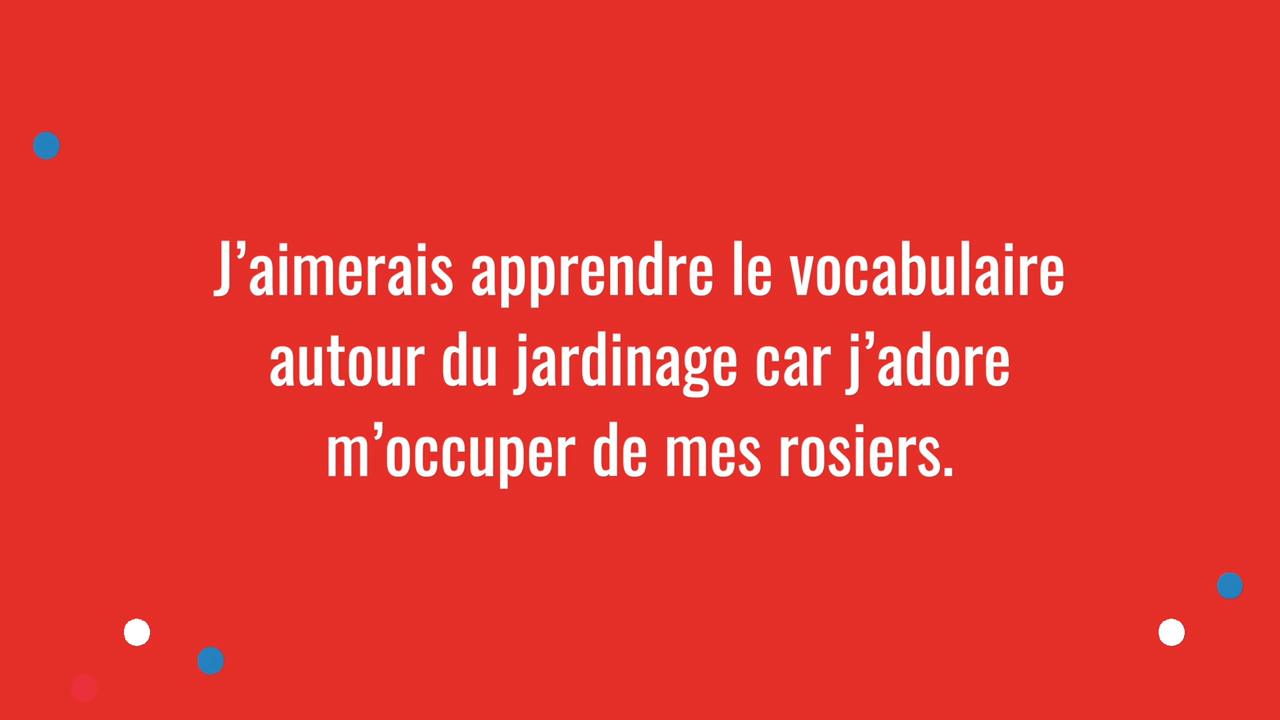 J’aimerais apprendre le vocabulaire
autour du jardinage car j’adore
m’occuper de mes rosiers.